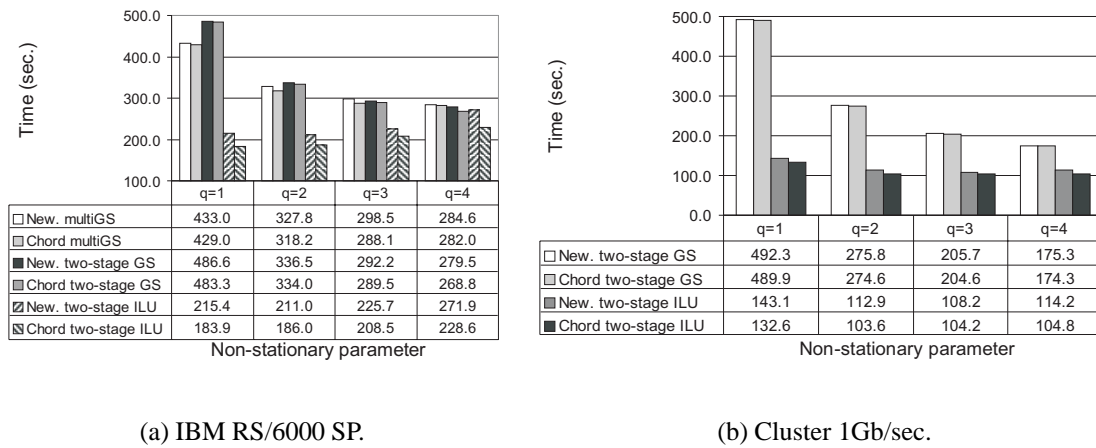 Time (sec.)
500.0
400.0
300.0
200.0
100.0
q=1 q=2 q=3 q=4
New. multiGS 433.0 327.8 298.5 284.6
Chord multiGS 429.0 318.2 288.1 282.0
New. two-stage GS 486.6 336.5 292.2 279.5
Chord two-stage GS 483.3 334.0 289.5 268.8
New. two-stage ILU 215.4 211.0 225.7 271.9
Chord two-stage ILU 183.9 186.0 208.5 228.6
Non-stationary parameter
(a) IBM RS/6000 SP.
Time (sec.)
500.0
400.0
300.0
200.0
100.0
0.0
q=1 q=2 q=3 q=4
New. two-stage GS 492.3 275.8 205.7 175.3
Chord two-stage GS 489.9 274.6 204.6 174.3
New. two-stage ILU 143.1 112.9 108.2 114.2
Chord two-stage ILU 132.6 103.6 104.2 104.8
Non-stationary parameter
(b) Cluster 1Gb/sec.